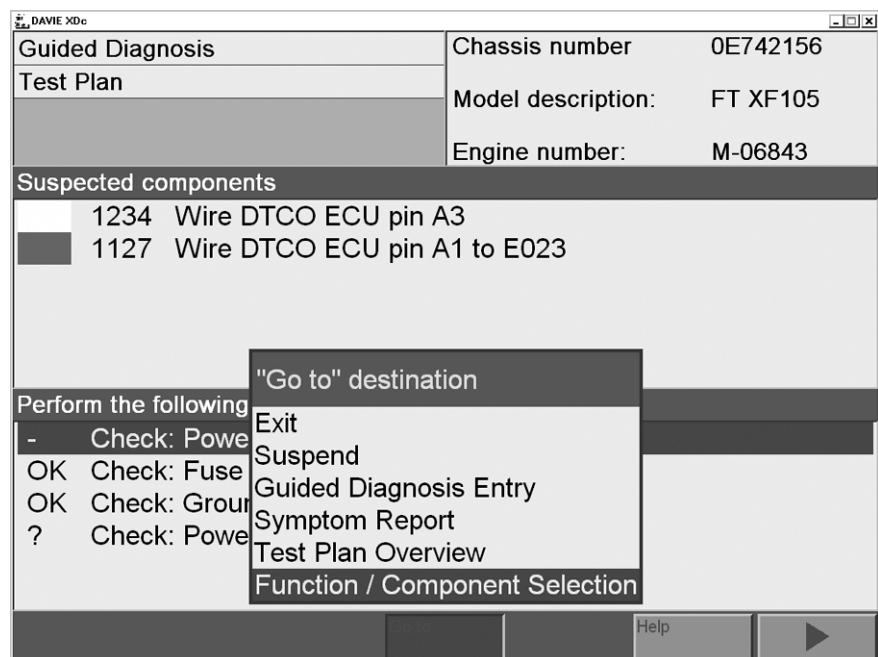 DAVIE XDc
Guided Diagnosis
Test Plan
Chassis number 0E742156
Model description: FT XF105
Engine number: M-06843
Suspected components
1234 Wire DTCO ECU pin A3
1127 Wire DTCO ECU pin A1 to E023
"Go to" destination
Exit
Suspend
Guided Diagnosis Entry
Symptom Report
Test Plan Overview
Function / Component Selection
Perform the following
- Check: Powe
OK Check: Fuse
OK Check: Groun
? Check: Powe
Go to
Help